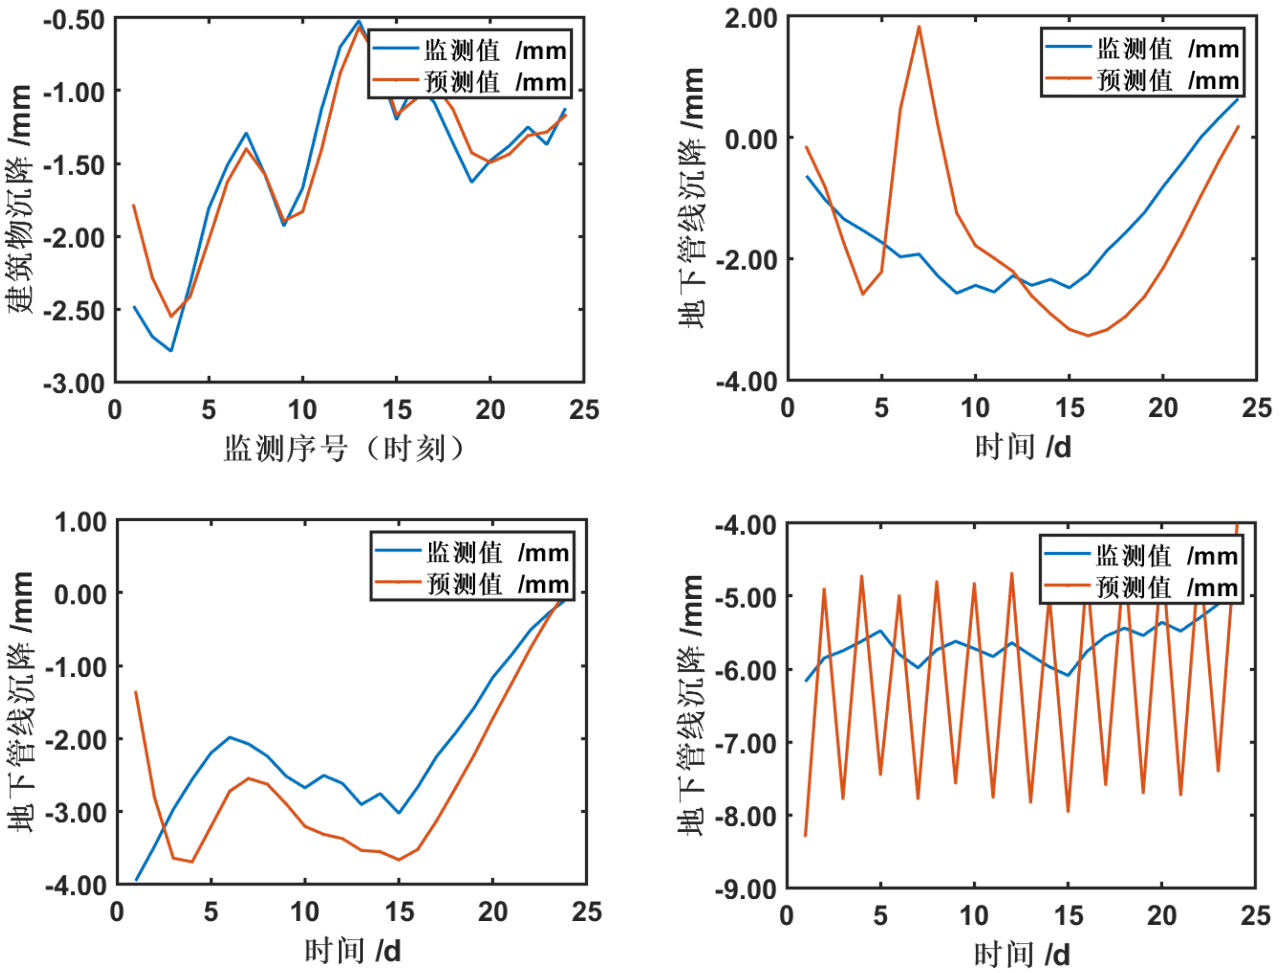 建筑物沉降 /mm
-0.50
-1.00
-1.50
-2.00
-2.50
-3.00
监测值 /mm
预测值 /mm
0 5 10 15 20 25
监测序号（时刻）
地下管线沉降 /mm
2.00
0.00
-2.00
-4.00
监测值 /mm
预测值 /mm
0 5 10 15 20 25
时间 /d
地下管线沉降 /mm
1.00
0.00
-1.00
-2.00
-3.00
-4.00
监测值 /mm
预测值 /mm
0 5 10 15 20 25
时间 /d
地下管线沉降 /mm
-4.00
-5.00
-6.00
-7.00
-8.00
-9.00
监测值 /mm
预测值 /mm
0 5 10 15 20 25
时间 /d